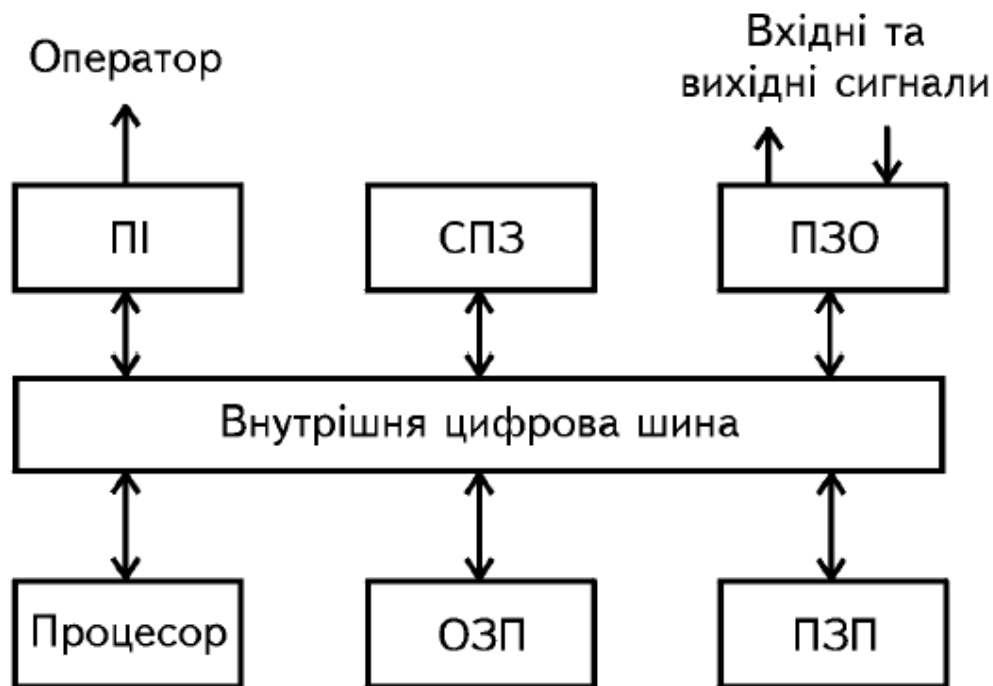 Оператор
Вхідні та
вихідні сигнали
ПІ
СПЗ
ПЗО
Внутрішня цифрова шина
Процесор
ОЗП
ПЗП